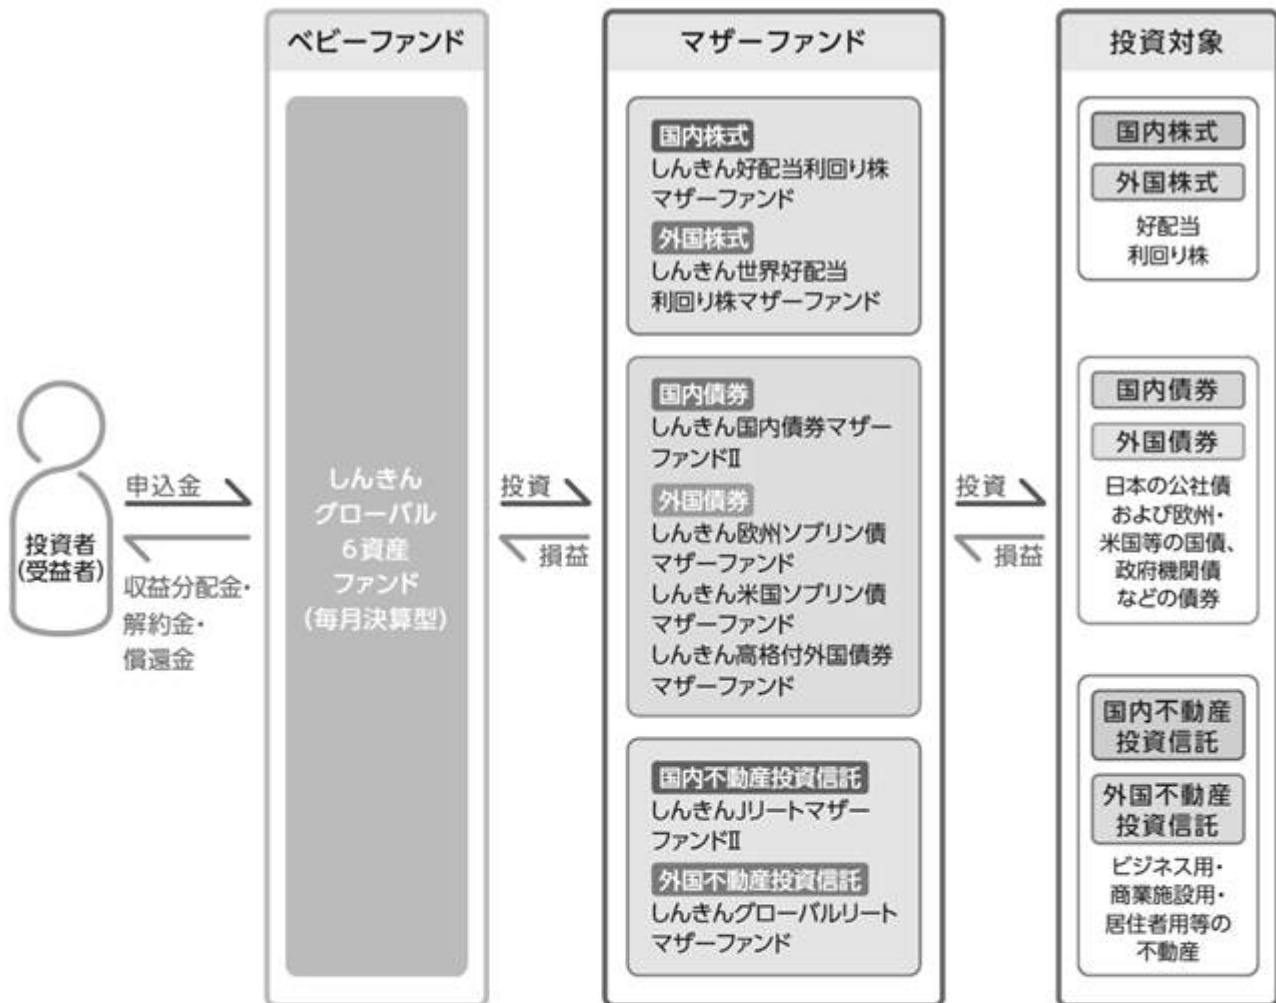 ベビーファンド
マザーファンド
投資対象
投資者
(受益者)
申込金
収益分配金・
解約金・
償還金
しんきん
グローバル
6資産
ファンド
(毎月決算型)
投資
損益
国内株式
しんきん好配当利回り株
マザーファンド
外国株式
しんきん世界好配当
利回り株マザーファンド
国内債券
しんきん国内債券マザー
ファンドⅡ
外国債券
しんきん欧州ソブリン債
マザーファンド
しんきん米国ソブリン債
マザーファンド
しんきん高格付外国債券
マザーファンド
国内不動産投資信託
しんきんJリートマザー
ファンドⅡ
外国不動産投資信託
しんきんグローバルリート
マザーファンド
投資
損益
国内株式
外国株式
好配当
利回り株
国内債券
外国債券
日本の公社債
および欧州・
米国等の国債、
政府機関債
などの債券
国内不動産
投資信託
外国不動産
投資信託
ビジネス用・
商業施設用・
居住者用等の
不動産